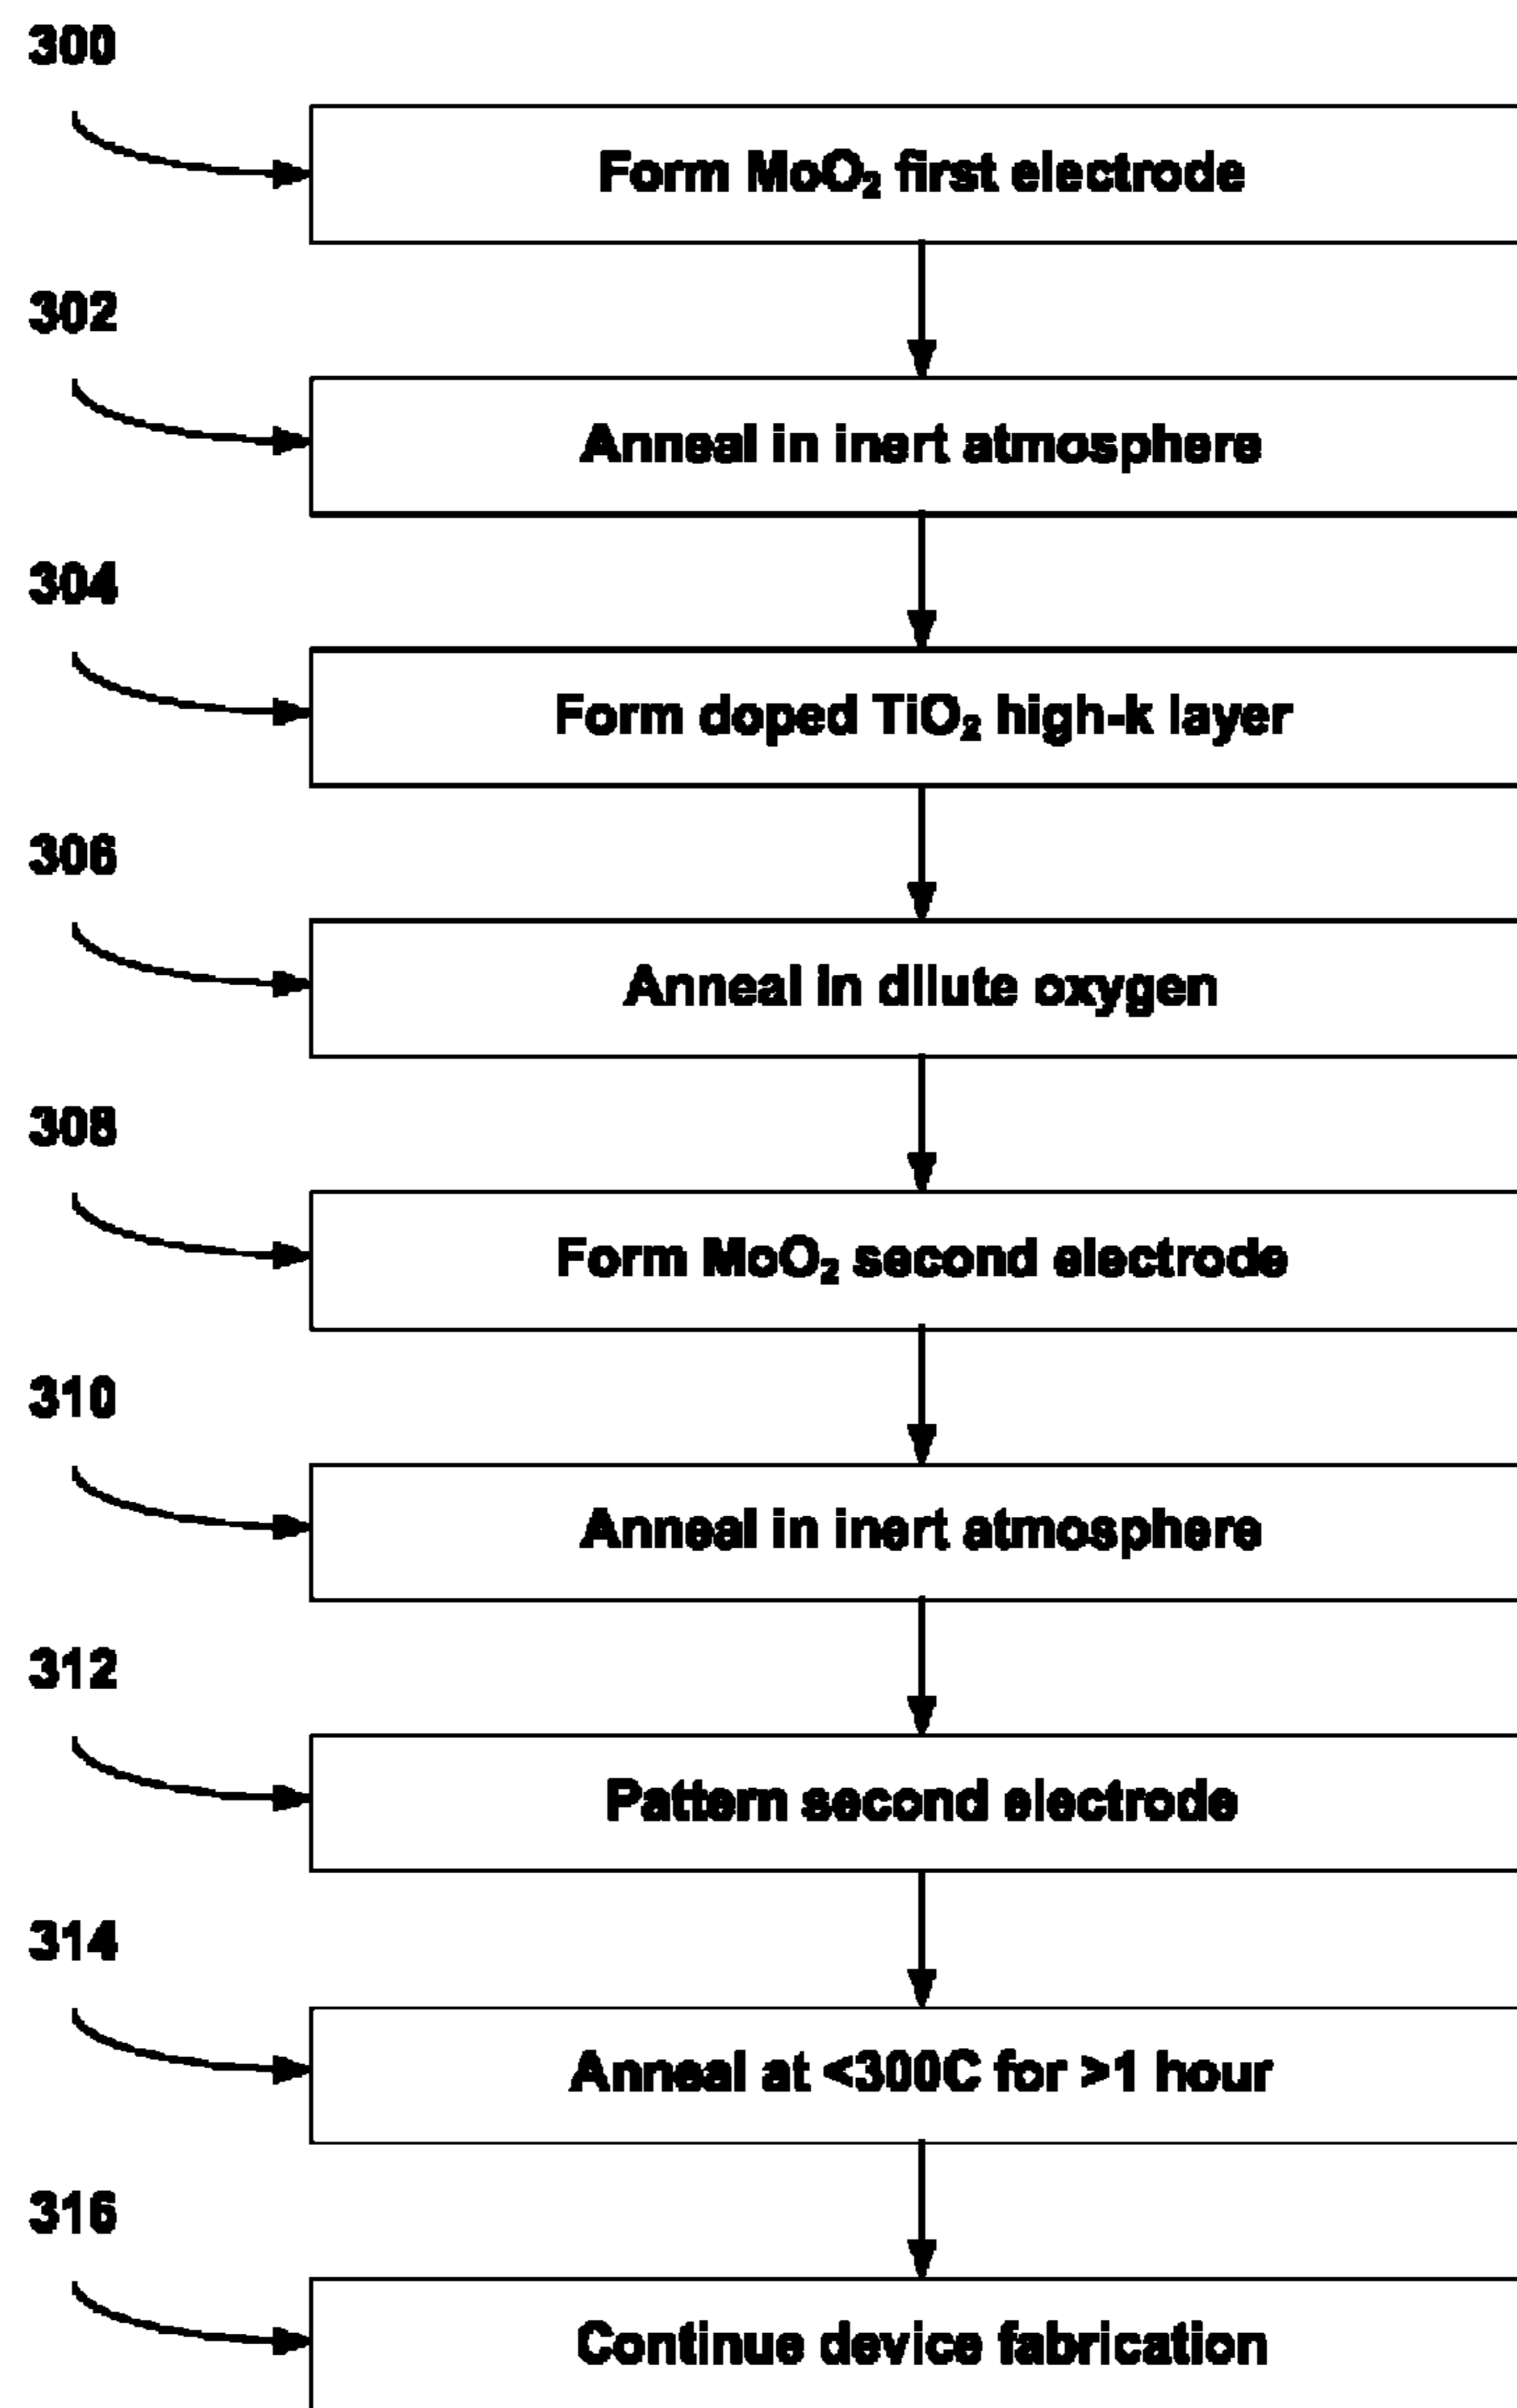 300
Form MoO₂ first electrode
302
Anneal in inert atmosphere
304
Form doped TiO₂ high-k layer
306
Anneal in dilute oxygen
308
Form MoO₂ second electrode
310
Anneal in inert atmosphere
312
Pattern second electrode
314
Anneal at <300C for >1 hour
316
Continue device fabrication